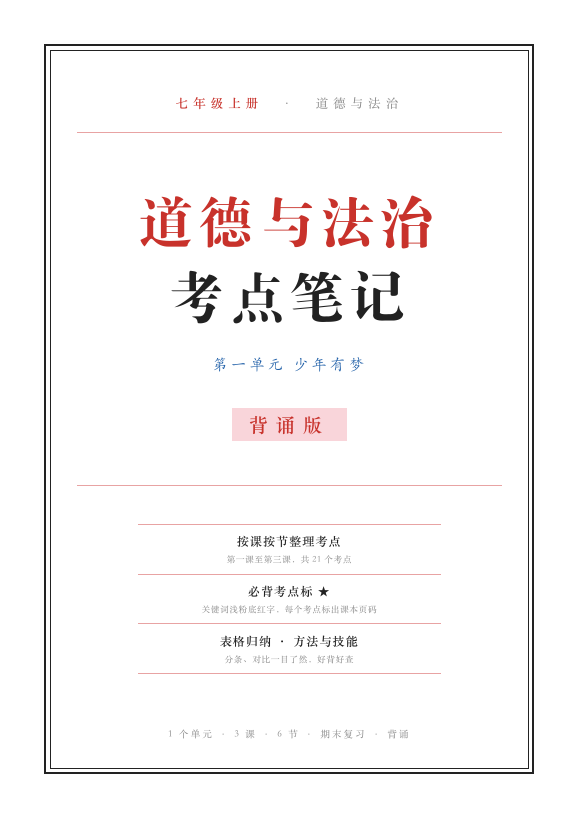 七年级上册 · 道德与法治
道德与法治
考点笔记
第一单元 少年有梦
背诵版
按课按节整理考点
第一课至第三课，共 21 个考点
必背考点标 ★
关键词浅粉底红字，每个考点标出课本页码
表格归纳 · 方法与技能
分条、对比一目了然，好背好查
1 个单元 · 3 课 · 6 节 · 期末复习 · 背诵